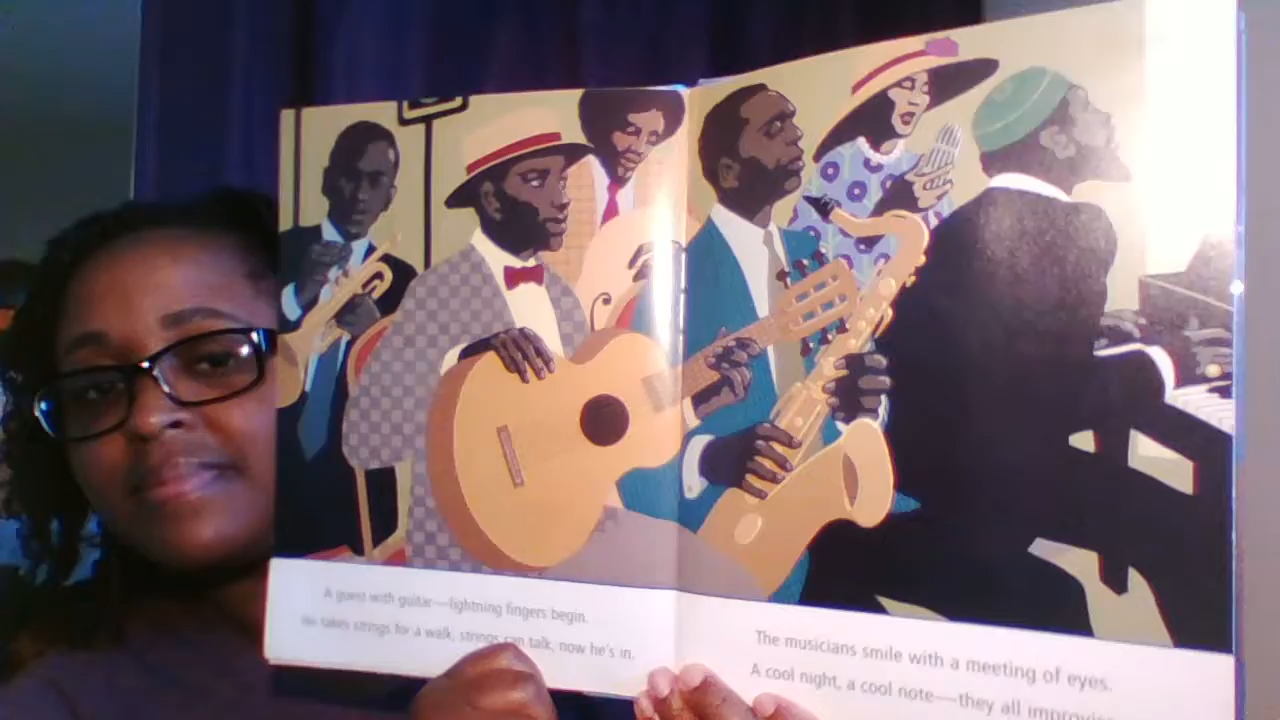 A guest with guitar—lightning fingers begin.
He takes strings for a walk, strings can talk, now he's in.
The musicians smile with a meeting of eyes.
A cool night, a cool note—they all improvise